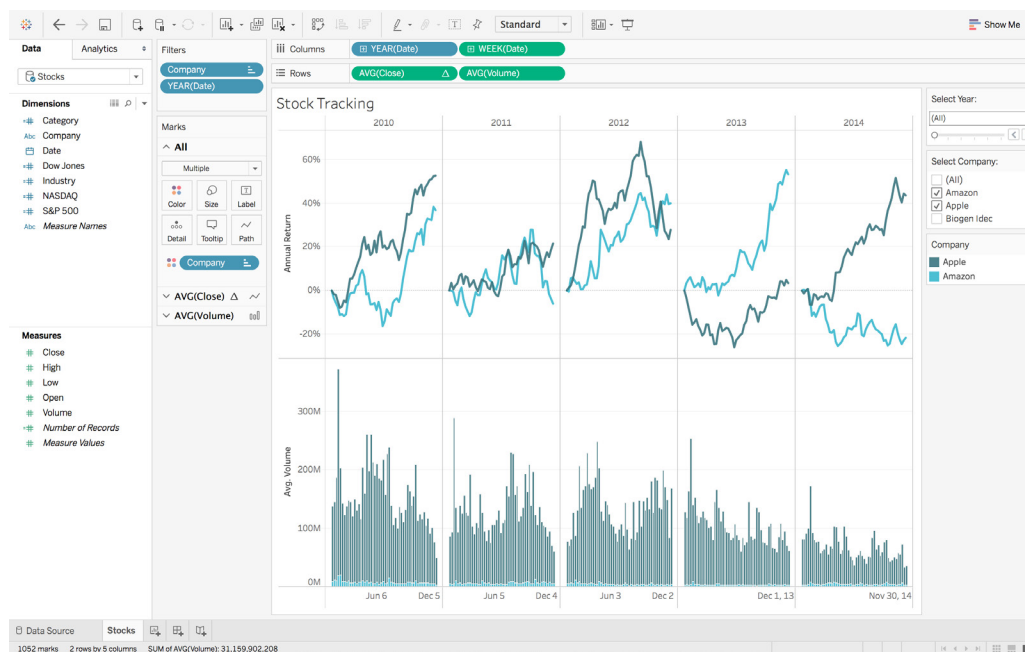 Standard
Show Me
Data
Analytics
Stocks
Dimensions
Category
Abc Company
Date
Dow Jones
Industry
NASDAQ
S&P 500
Abc Measure Names
Measures
Close
High
Low
Open
Volume
Number of Records
Measure Values
Filters
Company
YEAR(Date)
Marks
All
Multiple
Color
Size
Label
Detail
Tooltip
Path
Company
AVG(Close)
AVG(Volume)
Columns
YEAR(Date)
WEEK(Date)
Rows
AVG(Close)
AVG(Volume)
Stock Tracking
2010
2011
2012
2013
2014
Annual Return
60%
40%
20%
0%
-20%
Avg. Volume
300M
200M
100M
0M
Jun 6
Dec 5
Jun 5
Dec 4
Jun 3
Dec 2
Dec 1, 13
Nov 30, 14
Select Year:
(All)
Select Company:
(All)
Amazon
Apple
Biogen Idec
Company
Apple
Amazon
Data Source
Stocks
1052 marks
2 rows by 5 columns
SUM of AVG(Volume): 31,159,902,208